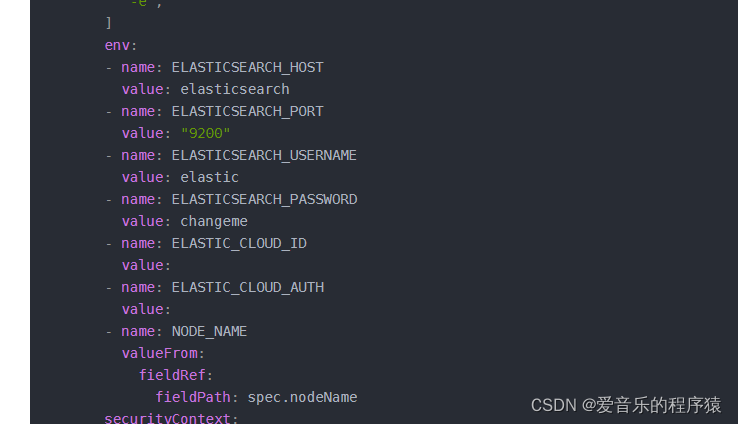 "-e",
]
env:
- name: ELASTICSEARCH_HOST
value: elasticsearch
- name: ELASTICSEARCH_PORT
value: "9200"
- name: ELASTICSEARCH_USERNAME
value: elastic
- name: ELASTICSEARCH_PASSWORD
value: changeme
- name: ELASTIC_CLOUD_ID
value:
- name: ELASTIC_CLOUD_AUTH
value:
- name: NODE_NAME
valueFrom:
fieldRef:
fieldPath: spec.nodeName
securityContext:
CSDN @爱音乐的程序猿